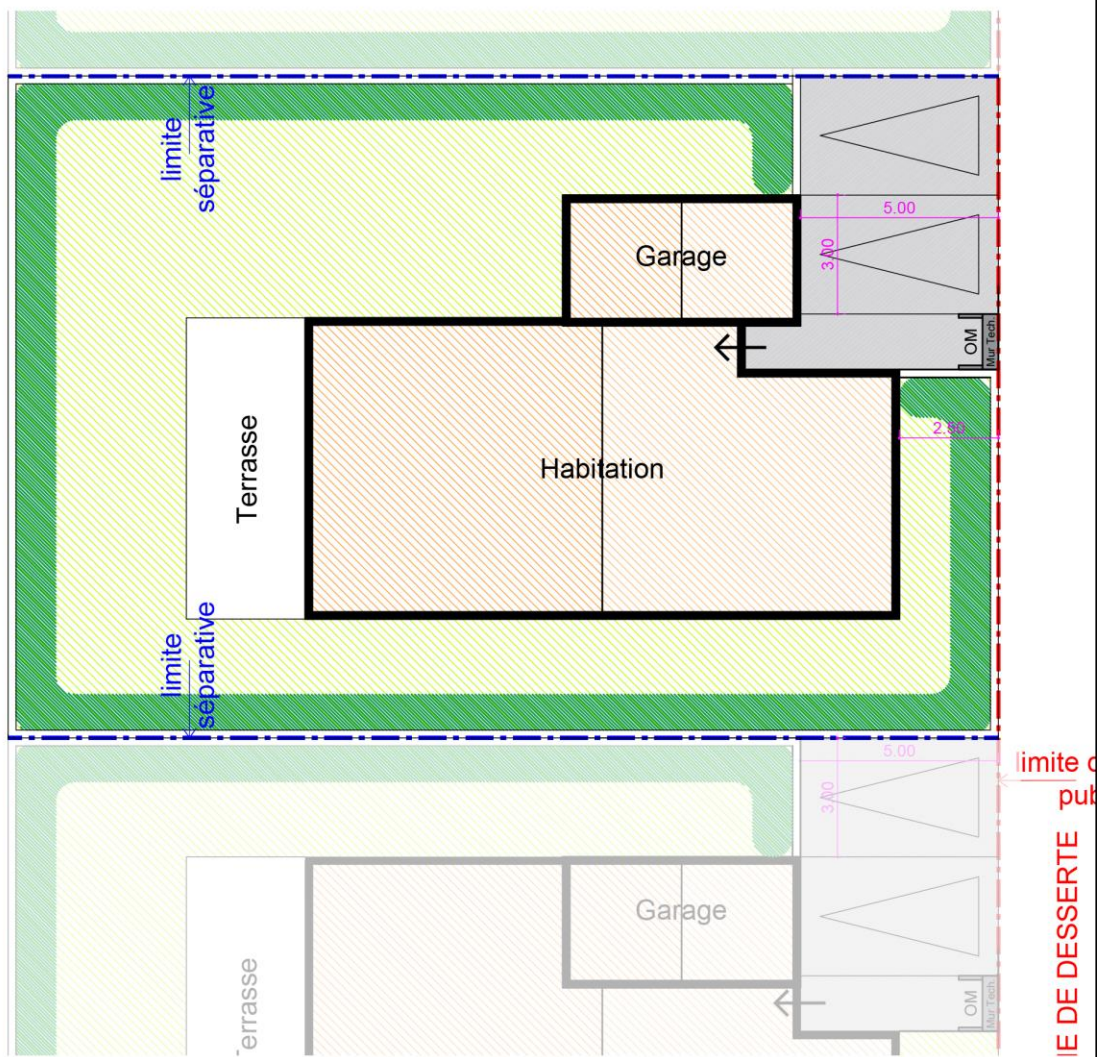 limite
séparative
5.00
3.00
Garage
OM
Mur Tech.
2.50
Habitation
Terrasse
limite
séparative
5.00
3.00
limite
pub
Garage
OM
Mur Tech.
Terrasse
DE DESSERTE